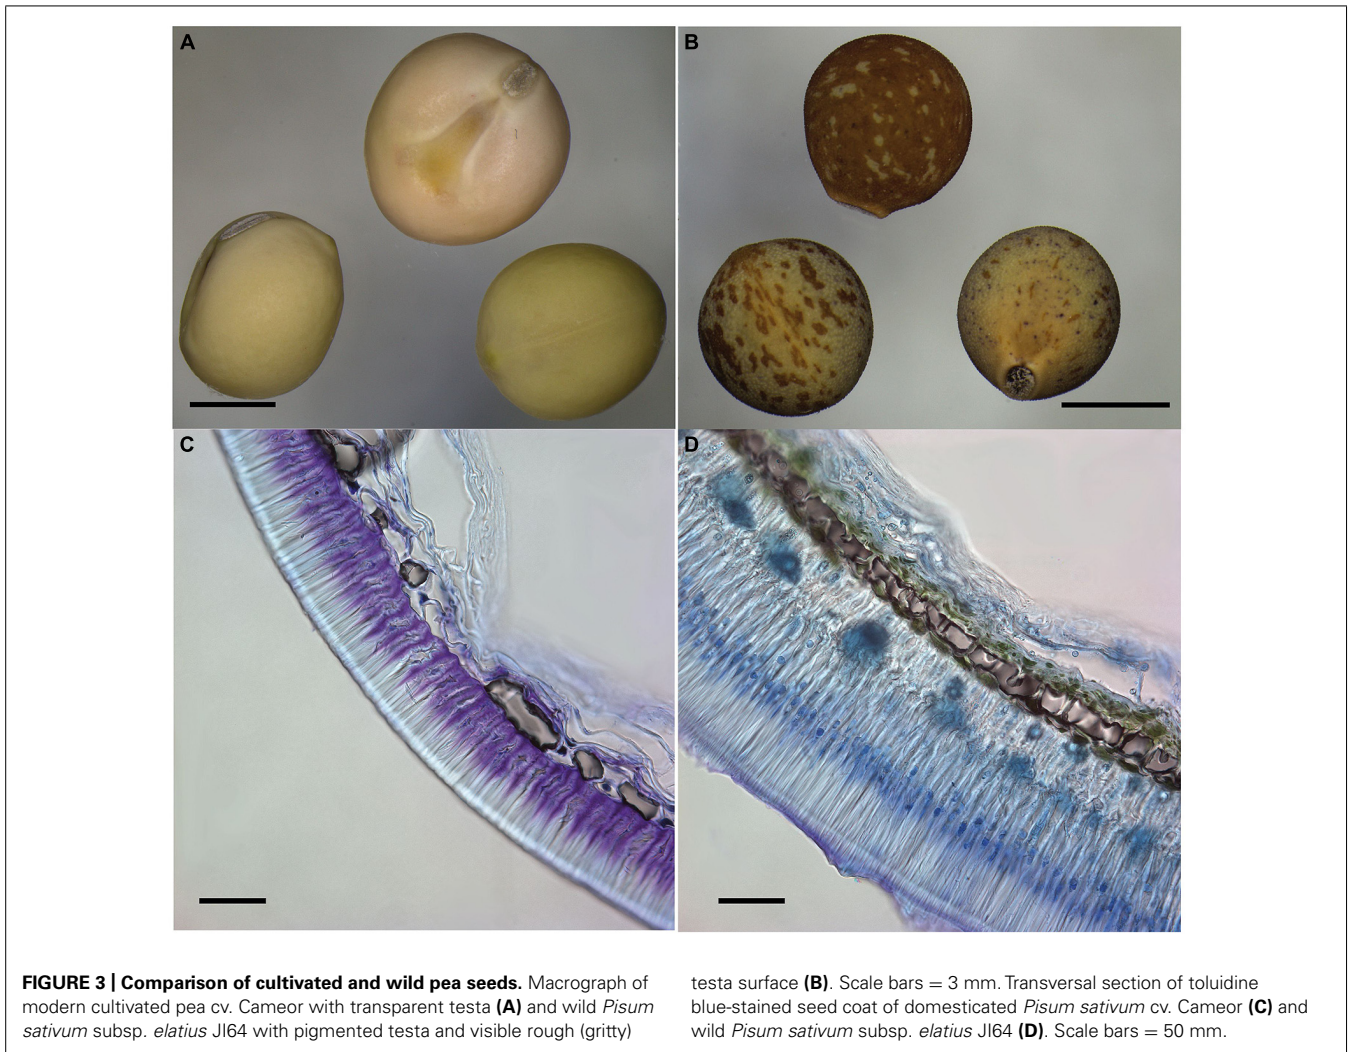 A
B
C
D
FIGURE 3 | Comparison of cultivated and wild pea seeds. Macrograph of
modern cultivated pea cv. Cameor with transparent testa (A) and wild Pisum
sativum subsp. elatius JI64 with pigmented testa and visible rough (gritty)
testa surface (B). Scale bars = 3 mm. Transversal section of toluidine
blue-stained seed coat of domesticated Pisum sativum cv. Cameor (C) and
wild Pisum sativum subsp. elatius JI64 (D). Scale bars = 50 mm.